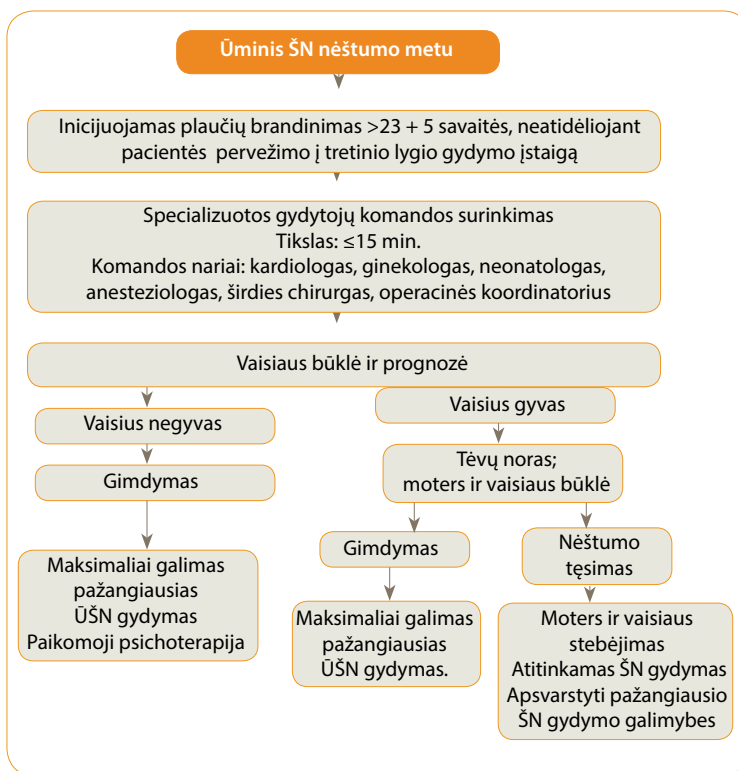 Ūminis ŠN nėštumo metu
Inicijuojamas plaučių brandinimas >23 + 5 savaitės, neatidėliojant
pacientės pervežimo į tretinio lygio gydymo įstaigą
Specializuotos gydytojų komandos surinkimas
Tikslas: ≤15 min.
Komandos nariai: kardiologas, ginekologas, neonatologas,
anesteziologas, širdies chirurgas, operacinės koordinatorius
Vaisiaus būklė ir prognozė
Vaisius negyvas
Gimdymas
Maksimaliai galimas
pažangiausias
ŪŠN gydymas
Paikomoji psichoterapija
Vaisius gyvas
Tėvų noras;
moters ir vaisiaus būklė
Gimdymas
Maksimaliai galimas
pažangiausias
ŪŠN gydymas.
Nėštumo
tęsimas
Moters ir vaisiaus
stebėjimas
Atitinkamas ŠN gydymas
Apsvarstyti pažangiausio
ŠN gydymo galimybes